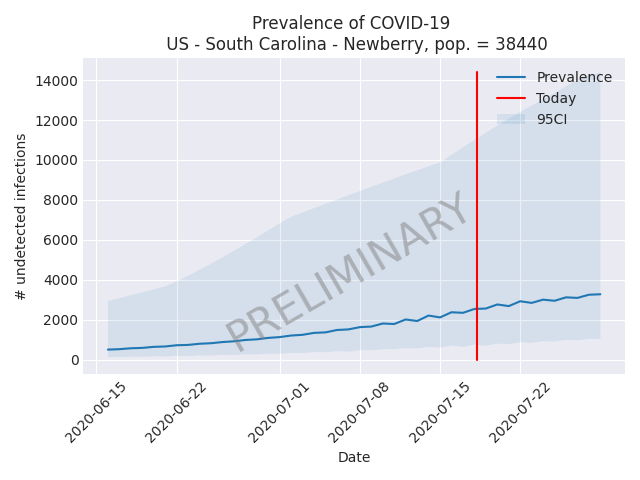 Prevalence of COVID-19
US - South Carolina - Newberry, pop. = 38440
14000
12000
10000
8000
6000
4000
2000
0
# undetected infections
Prevalence
Today
95CI
PRELIMINARY
2020-06-15
2020-06-22
2020-07-01
2020-07-08
2020-07-15
2020-07-22
Date